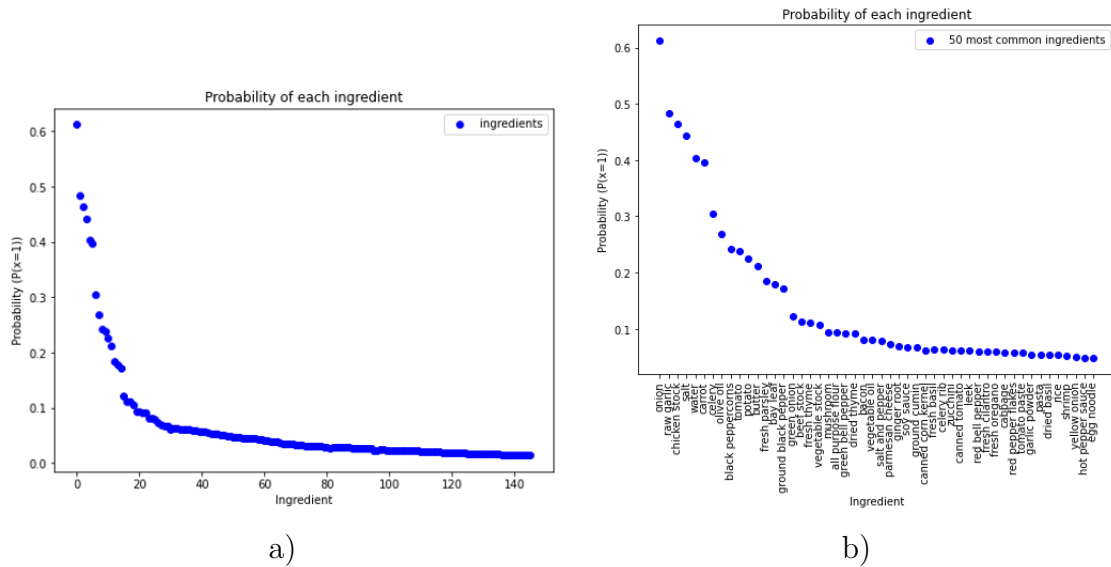 Probability of each ingredient
ingredients
Probability (P(x=1))
0.6
0.5
0.4
0.3
0.2
0.1
0.0
0 20 40 60 80 100 120 140
Ingredient
a)
Probability of each ingredient
50 most common ingredients
Probability (P(x=1))
0.6
0.5
0.4
0.3
0.2
0.1
onion
raw garlic
chicken stock
salt
water
carrot
celery
olive oil
black peppercorns
tomato
potato
butter
fresh parsley
bay leaf
ground black pepper
green onion
beef stock
fresh thyme
vegetable stock
mushroom
all purpose flour
green bell pepper
dried thyme
bacon
vegetable oil
salt and pepper
parmesan cheese
ginger root
soy sauce
ground cumin
canned corn kernel
fresh basil
celery rib
zucchini
canned tomato
leek
red bell pepper
fresh cilantro
fresh oregano
cabbage
red pepper flakes
tomato paste
garlic powder
pasta
dried basil
rice
shrimp
yellow onion
hot pepper sauce
egg noodle
Ingredient
b)